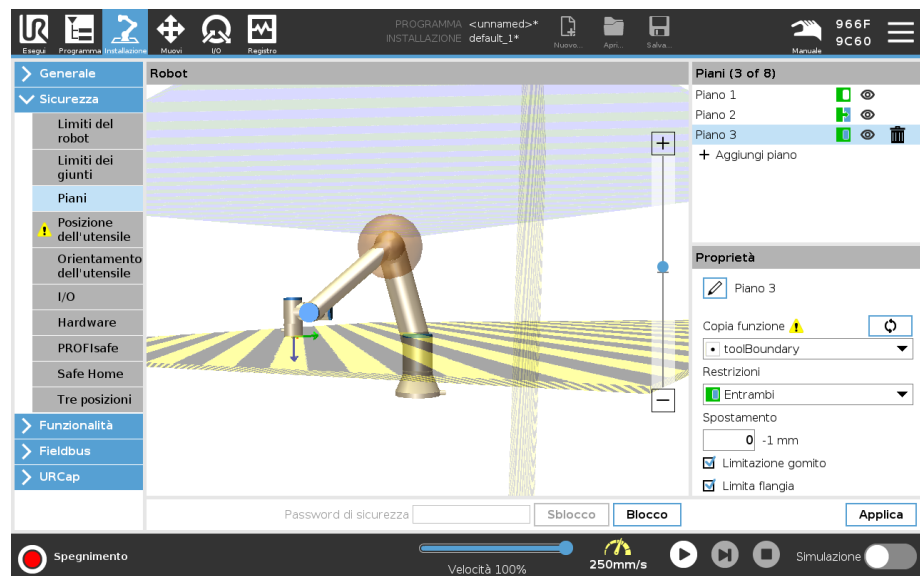 UR
Esegui
Programma
Installazione
Muovi
I/O
Registro
PROGRAMMA <unnamed>*
INSTALLAZIONE default_1*
Nuovo...
Apri...
Salva...
Manuale
966F
9C60
Generale
Sicurezza
Limiti del
robot
Limiti dei
giunti
Piani
Posizione
dell'utensile
Orientamento
dell'utensile
I/O
Hardware
PROFIsafe
Safe Home
Tre posizioni
Funzionalità
Fieldbus
URCap
Robot
Piani (3 of 8)
Piano 1
Piano 2
Piano 3
+ Aggiungi piano
Proprietà
Piano 3
Copia funzione
toolBoundary
Restrizioni
Entrambi
Spostamento
0 -1 mm
Limitazione gomito
Limita flangia
Password di sicurezza
Sblocco
Blocco
Applica
Spegnimento
Velocità 100%
250mm/s
Simulazione